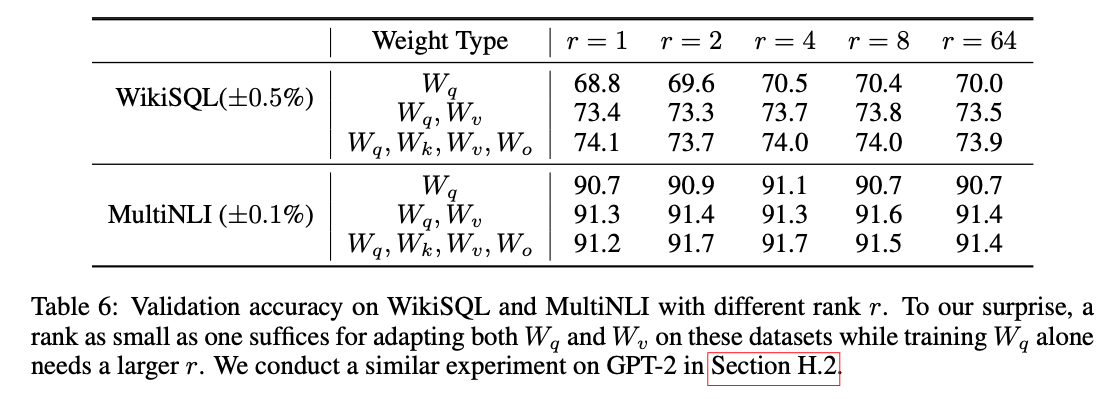 Weight Type r = 1 r = 2 r = 4 r = 8 r = 64
WikiSQL(±0.5%) W_q 68.8 69.6 70.5 70.4 70.0
W_q, W_v 73.4 73.3 73.7 73.8 73.5
W_q, W_k, W_v, W_o 74.1 73.7 74.0 74.0 73.9
MultiNLI (±0.1%) W_q 90.7 90.9 91.1 90.7 90.7
W_q, W_v 91.3 91.4 91.3 91.6 91.4
W_q, W_k, W_v, W_o 91.2 91.7 91.7 91.5 91.4
Table 6: Validation accuracy on WikiSQL and MultiNLI with different rank r. To our surprise, a
rank as small as one suffices for adapting both W_q and W_v on these datasets while training W_q alone
needs a larger r. We conduct a similar experiment on GPT-2 in Section H.2.